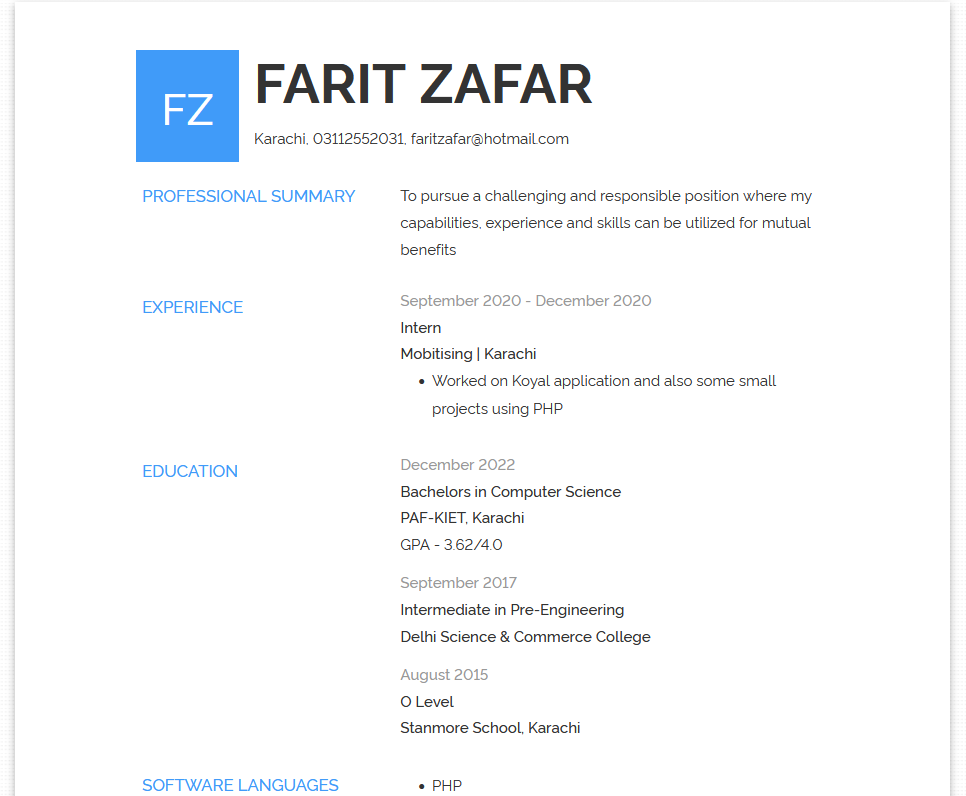 FZ
FARIT ZAFAR
Karachi, 03112552031, faritzafar@hotmail.com
PROFESSIONAL SUMMARY
To pursue a challenging and responsible position where my
capabilities, experience and skills can be utilized for mutual
benefits
EXPERIENCE
September 2020 - December 2020
Intern
Mobitising | Karachi
• Worked on Koyal application and also some small
projects using PHP
EDUCATION
December 2022
Bachelors in Computer Science
PAF-KIET, Karachi
GPA - 3.62/4.0
September 2017
Intermediate in Pre-Engineering
Delhi Science & Commerce College
August 2015
O Level
Stanmore School, Karachi
SOFTWARE LANGUAGES
• PHP